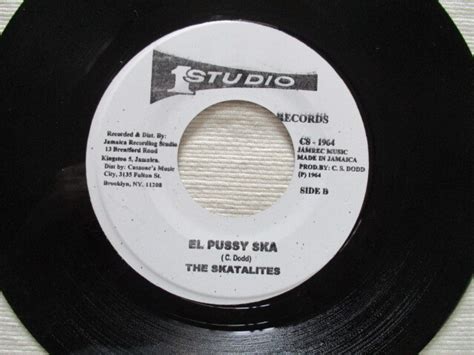 1 STUDIO
RECORDS
Recorded & Dist. By:
Jamaica Recording Studio
13 Brentford Road
Kingston 5, Jamaica.
Dist by: Coxsone's Music
City, 3135 Fulton St.
Brooklyn, NY, 11208
CS - 1964
JAMREC MUSIC
MADE IN JAMAICA
PROD.BY: C. S. DODD
(P) 1964
SIDE B
EL PUSSY SKA
( C. Dodd)
THE SKATALITES